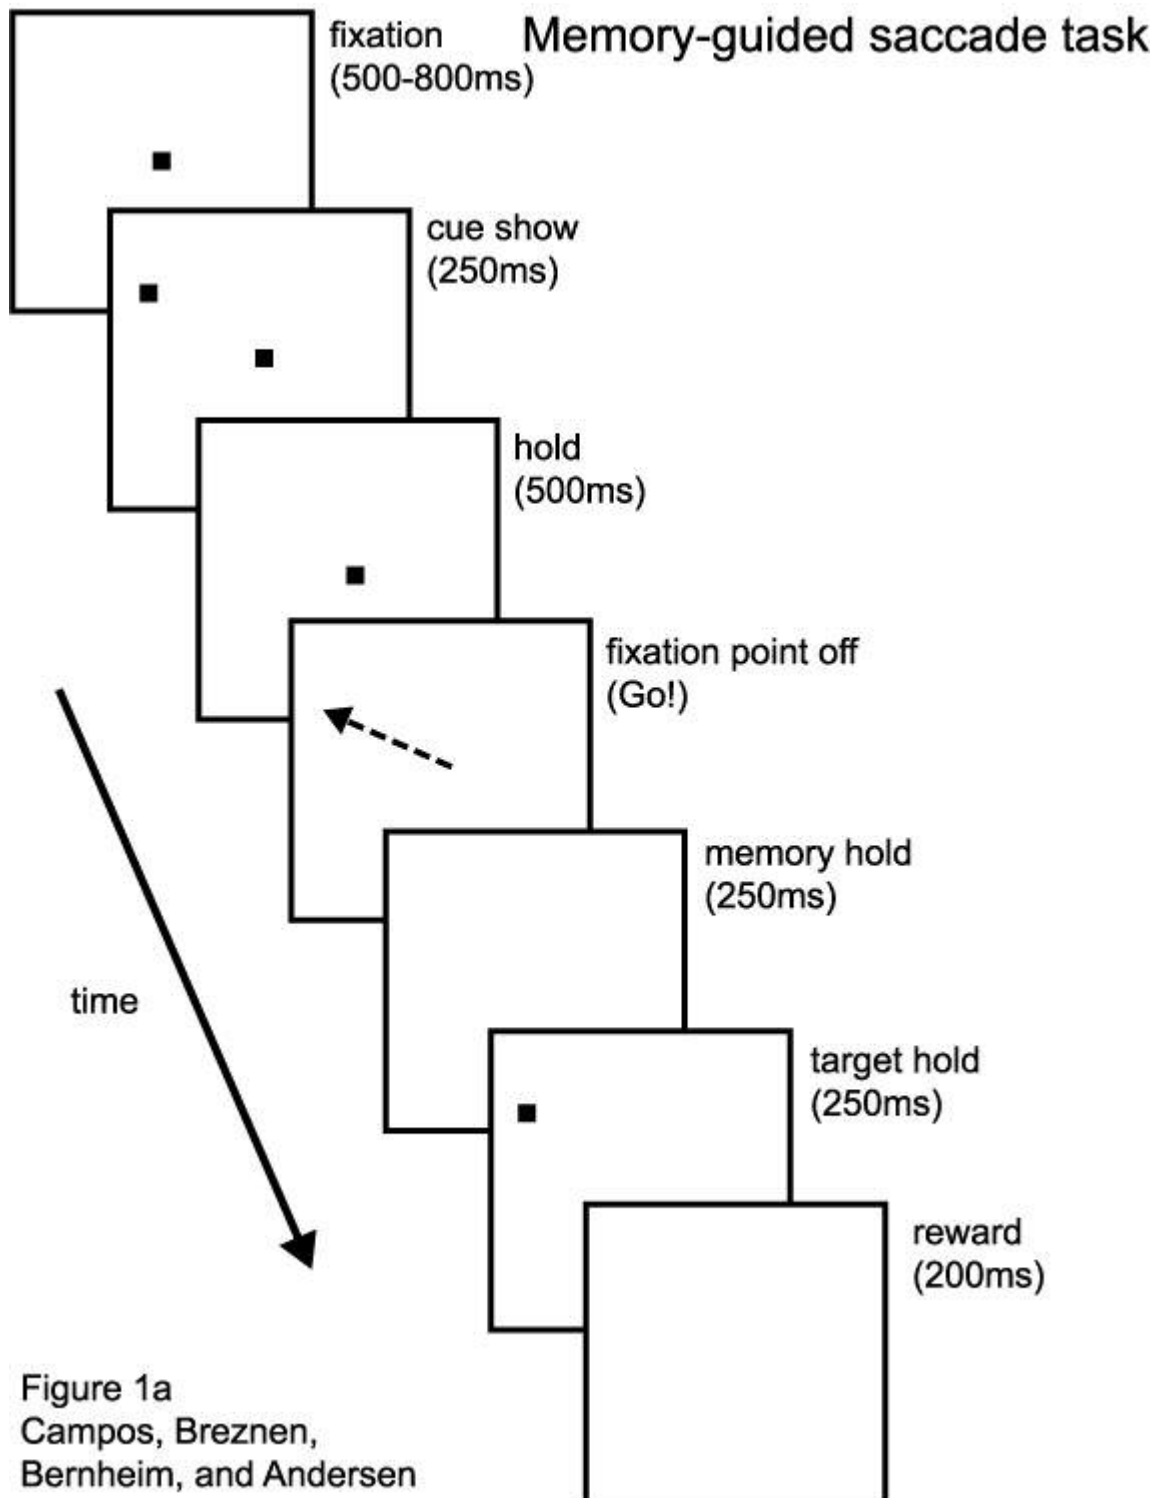 Memory-guided saccade task
fixation
(500-800ms)
cue show
(250ms)
hold
(500ms)
fixation point off
(Go!)
memory hold
(250ms)
time
target hold
(250ms)
reward
(200ms)
Figure 1a
Campos, Breznen,
Bernheim, and Andersen